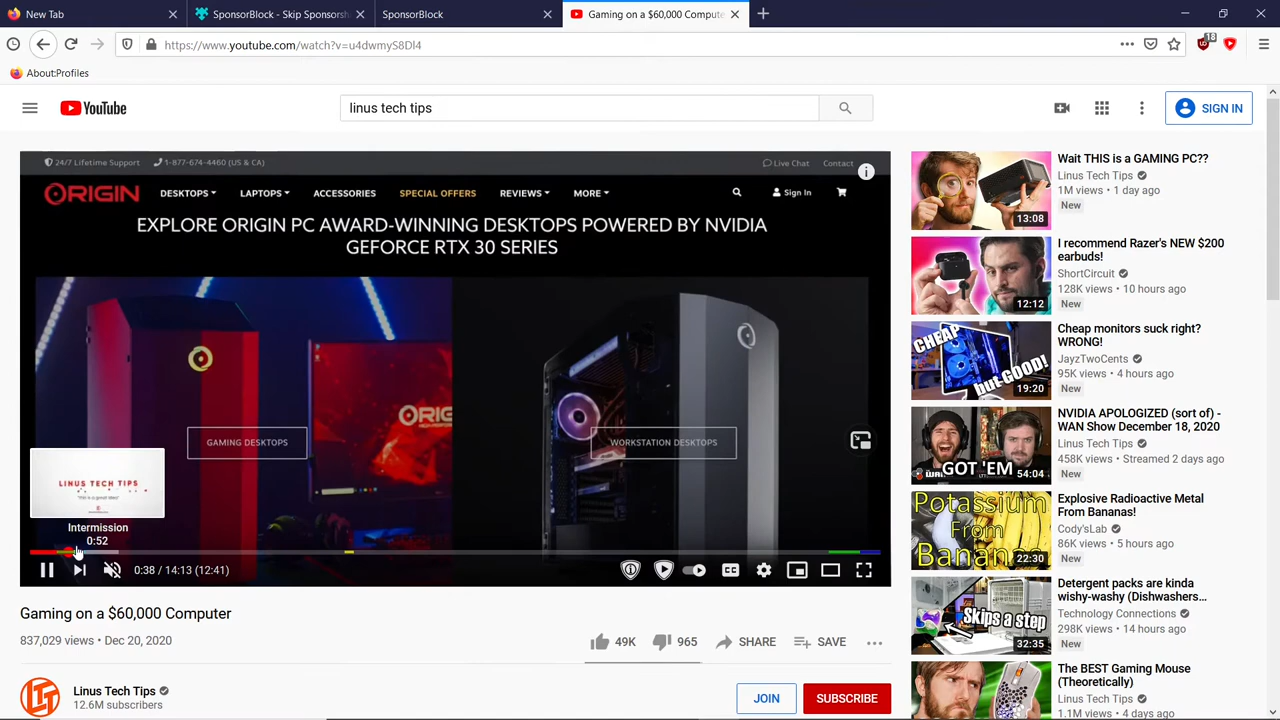 New Tab
SponsorBlock - Skip Sponsorsh
SponsorBlock
Gaming on a $60,000 Compute
https://www.youtube.com/watch?v=u4dwmyS8DI4
18
About:Profiles
YouTube
linus tech tips
SIGN IN
24/7 Lifetime Support
1-877-674-4460 (US & CA)
Live Chat
Contact
ORIGIN
DESKTOPS
LAPTOPS
ACCESSORIES
SPECIAL OFFERS
REVIEWS
MORE
Sign In
EXPLORE ORIGIN PC AWARD-WINNING DESKTOPS POWERED BY NVIDIA
GEFORCE RTX 30 SERIES
ORIG
GAMING DESKTOPS
WORKSTATION DESKTOPS
LINUS TECH TIPS
Intermission
0:52
0:38 / 14:13 (12:41)
CC
Gaming on a $60,000 Computer
837,029 views • Dec 20, 2020
49K
965
SHARE
SAVE
Linus Tech Tips
12.6M subscribers
JOIN
SUBSCRIBE
13:08
Wait THIS is a GAMING PC??
Linus Tech Tips
1M views • 1 day ago
New
12:12
I recommend Razer's NEW $200
earbuds!
ShortCircuit
128K views • 10 hours ago
New
CHEAP
but GOOD!
19:20
Cheap monitors suck right?
WRONG!
JayzTwoCents
95K views • 4 hours ago
New
GOT 'EM
54:04
NVIDIA APOLOGIZED (sort of) -
WAN Show December 18, 2020
Linus Tech Tips
458K views • Streamed 2 days ago
New
Potassium
From
Bananas
22:30
Explosive Radioactive Metal
From Bananas!
Cody'sLab
86K views • 5 hours ago
New
Skips a
step
32:35
Detergent packs are kinda
wishy-washy (Dishwashers...
Technology Connections
298K views • 14 hours ago
New
The BEST Gaming Mouse
(Theoretically)
Linus Tech Tips
1.1M views • 4 days ago